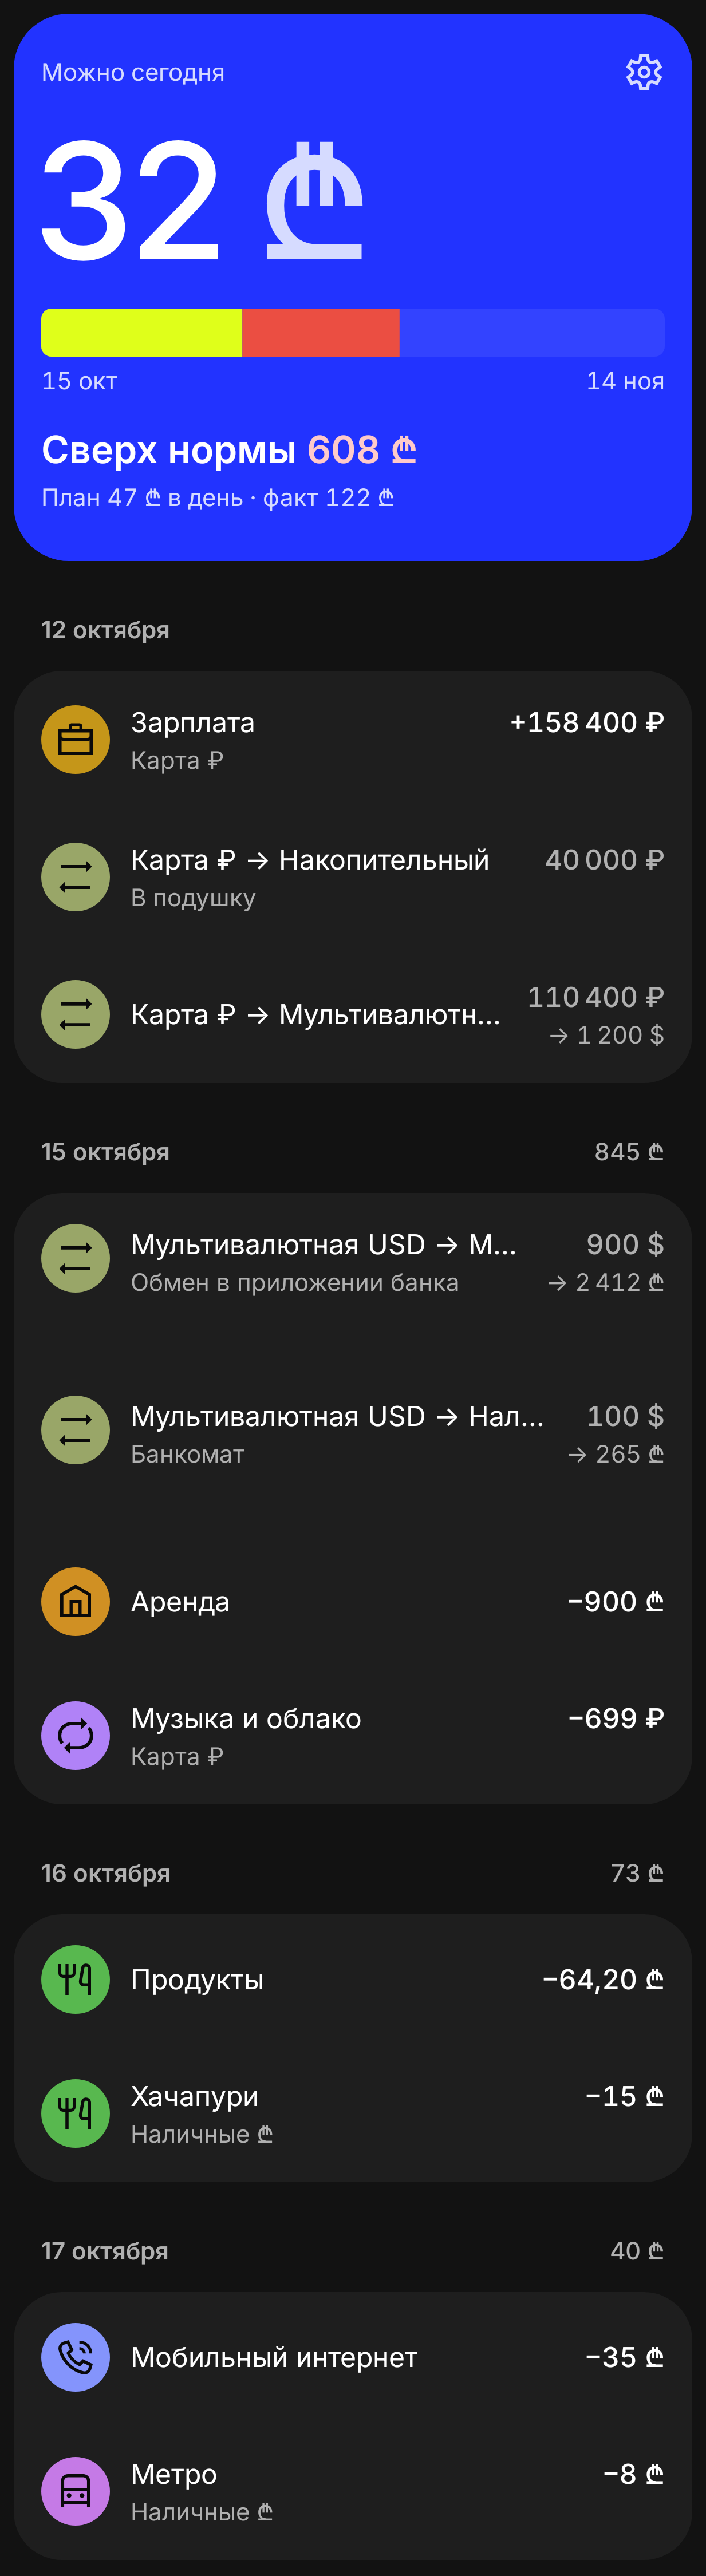 Можно сегодня
32 ₾
15 окт 14 ноя
Сверх нормы 608 ₾
План 47 ₾ в день · факт 122 ₾
12 октября
Зарплата +158 400 ₽
Карта ₽
Карта ₽ → Накопительный 40 000 ₽
В подушку
Карта ₽ → Мультивалютн... 110 400 ₽
→ 1 200 $
15 октября 845 ₾
Мультивалютная USD → М... 900 $
Обмен в приложении банка → 2 412 ₾
Мультивалютная USD → Нал... 100 $
Банкомат → 265 ₾
Аренда −900 ₾
Музыка и облако −699 ₽
Карта ₽
16 октября 73 ₾
Продукты −64,20 ₾
Хачапури −15 ₾
Наличные ₾
17 октября 40 ₾
Мобильный интернет −35 ₾
Метро −8 ₾
Наличные ₾